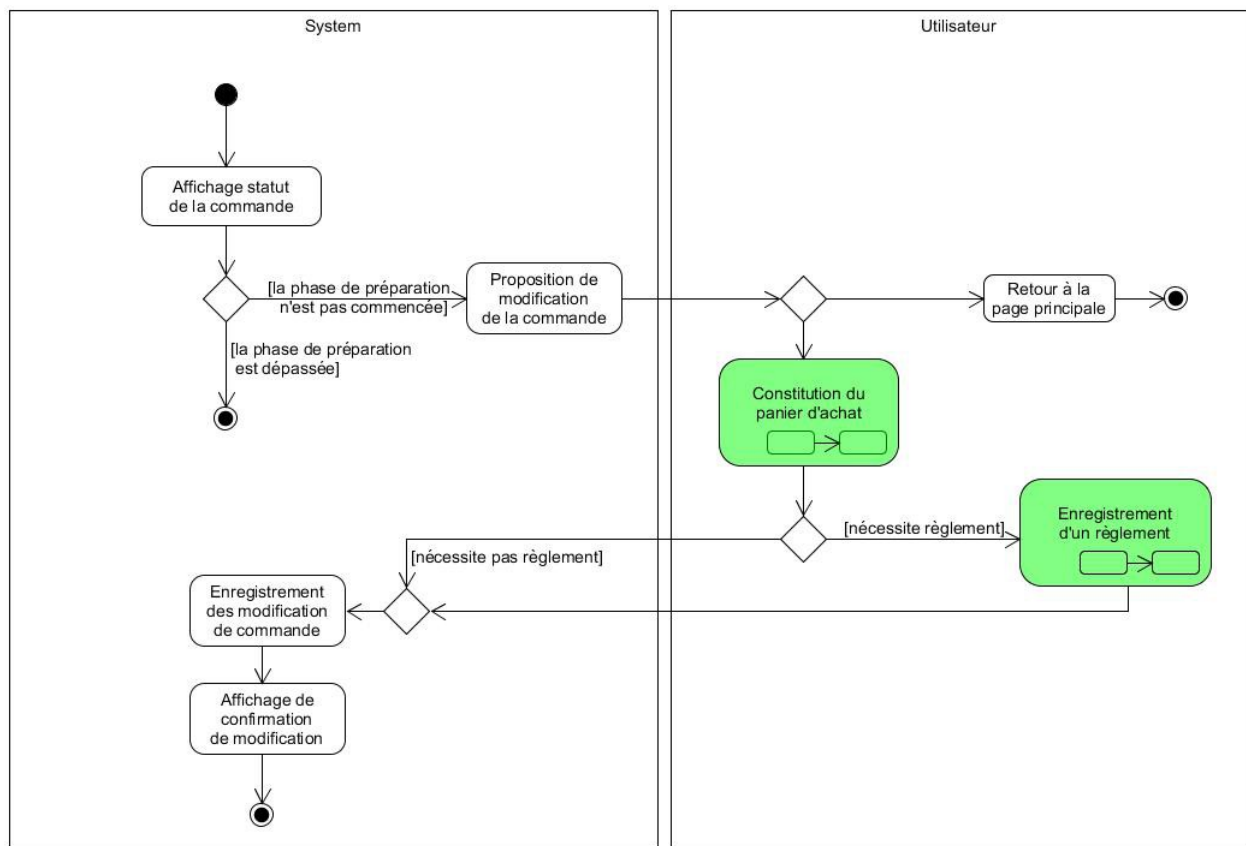 System
Utilisateur
Affichage statut
de la commande
[la phase de préparation
n'est pas commencée]
Proposition de
modification
de la commande
Retour à la
page principale
[la phase de préparation
est dépassée]
Constitution du
panier d'achat
[nécessite règlement]
Enregistrement
d'un règlement
[nécessite pas règlement]
Enregistrement
des modification
de commande
Affichage de
confirmation
de modification